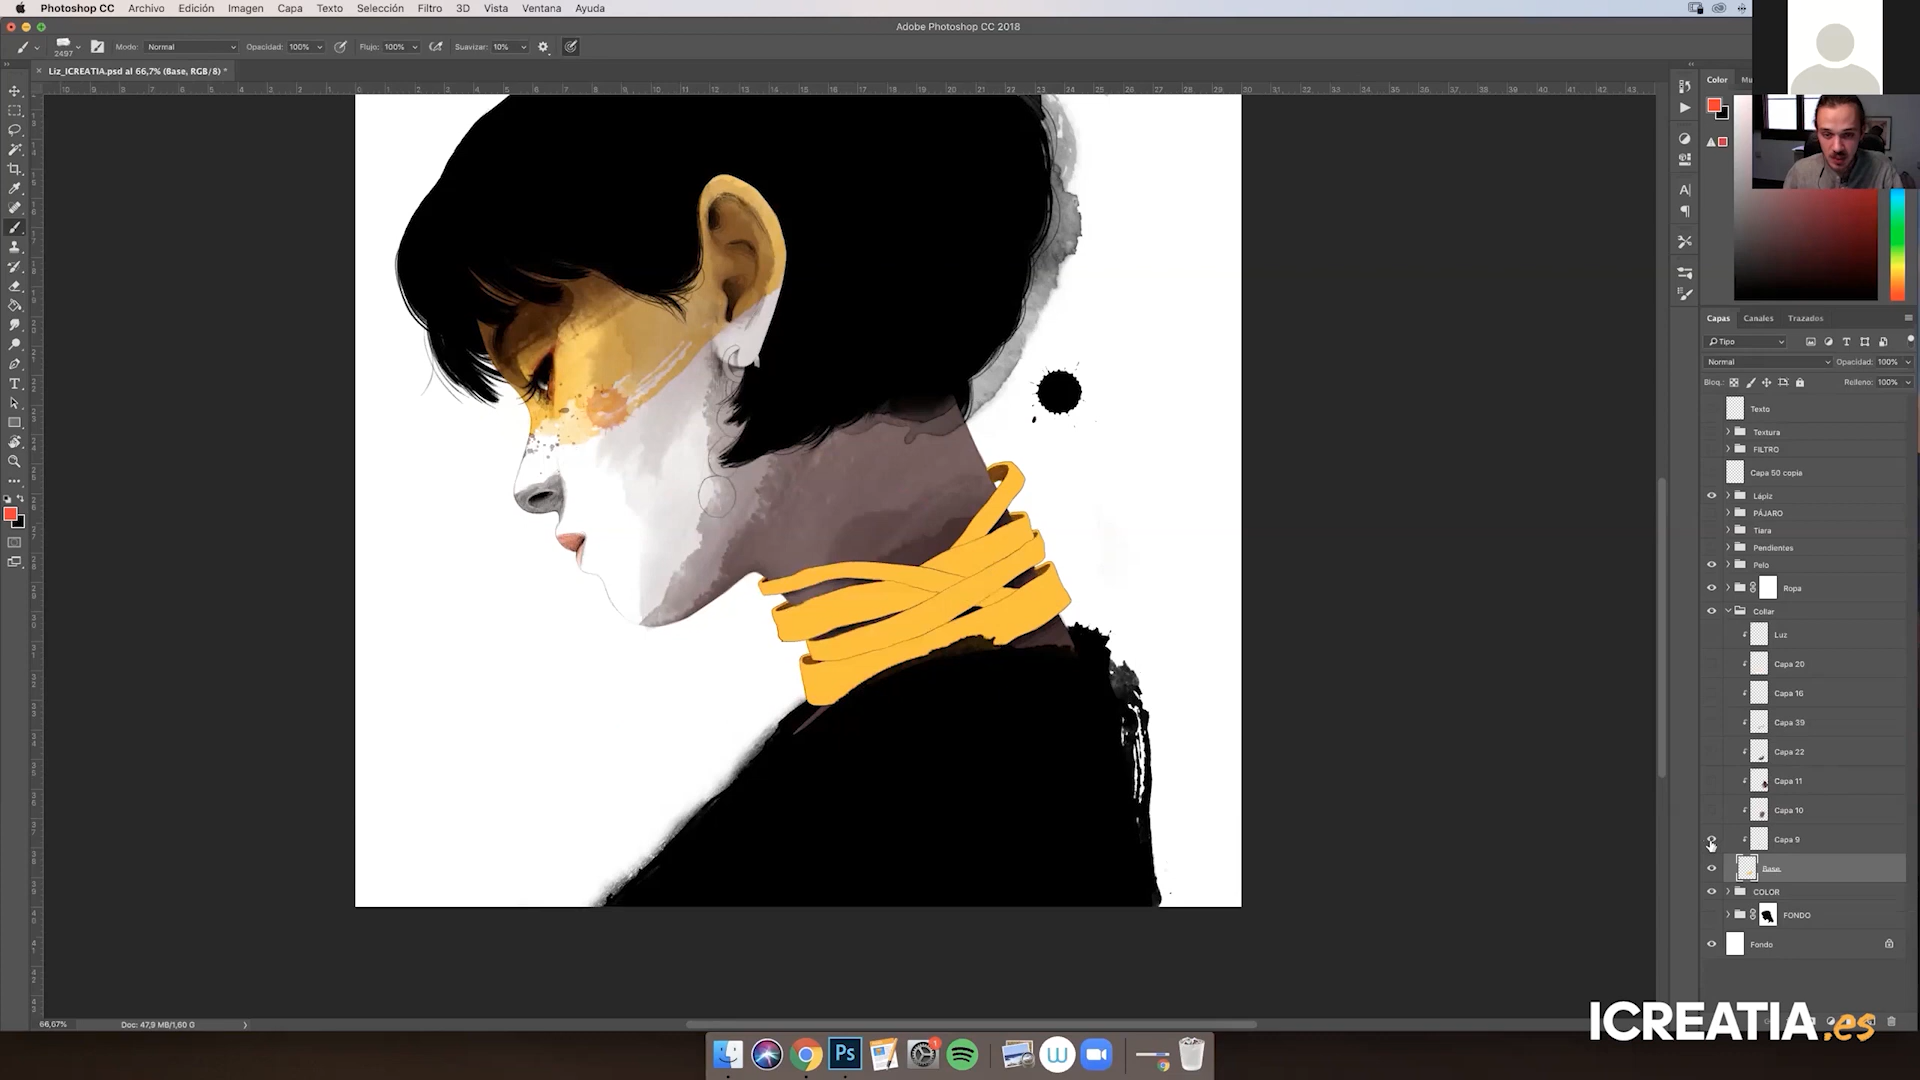 Photoshop CC Archivo Edición Imagen Capa Texto Selección Filtro 3D Vista Ventana Ayuda
Adobe Photoshop CC 2018
2497 Modo: Normal Opacidad: 100% Flujo: 100% Suavizar: 10%
Liz_ICREATIA.psd al 66,7% (Base, RGB/8) *
Color Mu
Capas Canales Trazados
Tipo
Normal Opacidad: 100%
Bloq.: Relleno: 100%
Texto
Textura
FILTRO
Capa 50 copia
Lápiz
PÁJARO
Tiara
Pendientes
Pelo
Ropa
Collar
Luz
Capa 20
Capa 16
Capa 39
Capa 22
Capa 11
Capa 10
Capa 9
Base
COLOR
FONDO
Fondo
66,67% Doc: 47,9 MB/1,60 G
ICREATIA.es
Ps